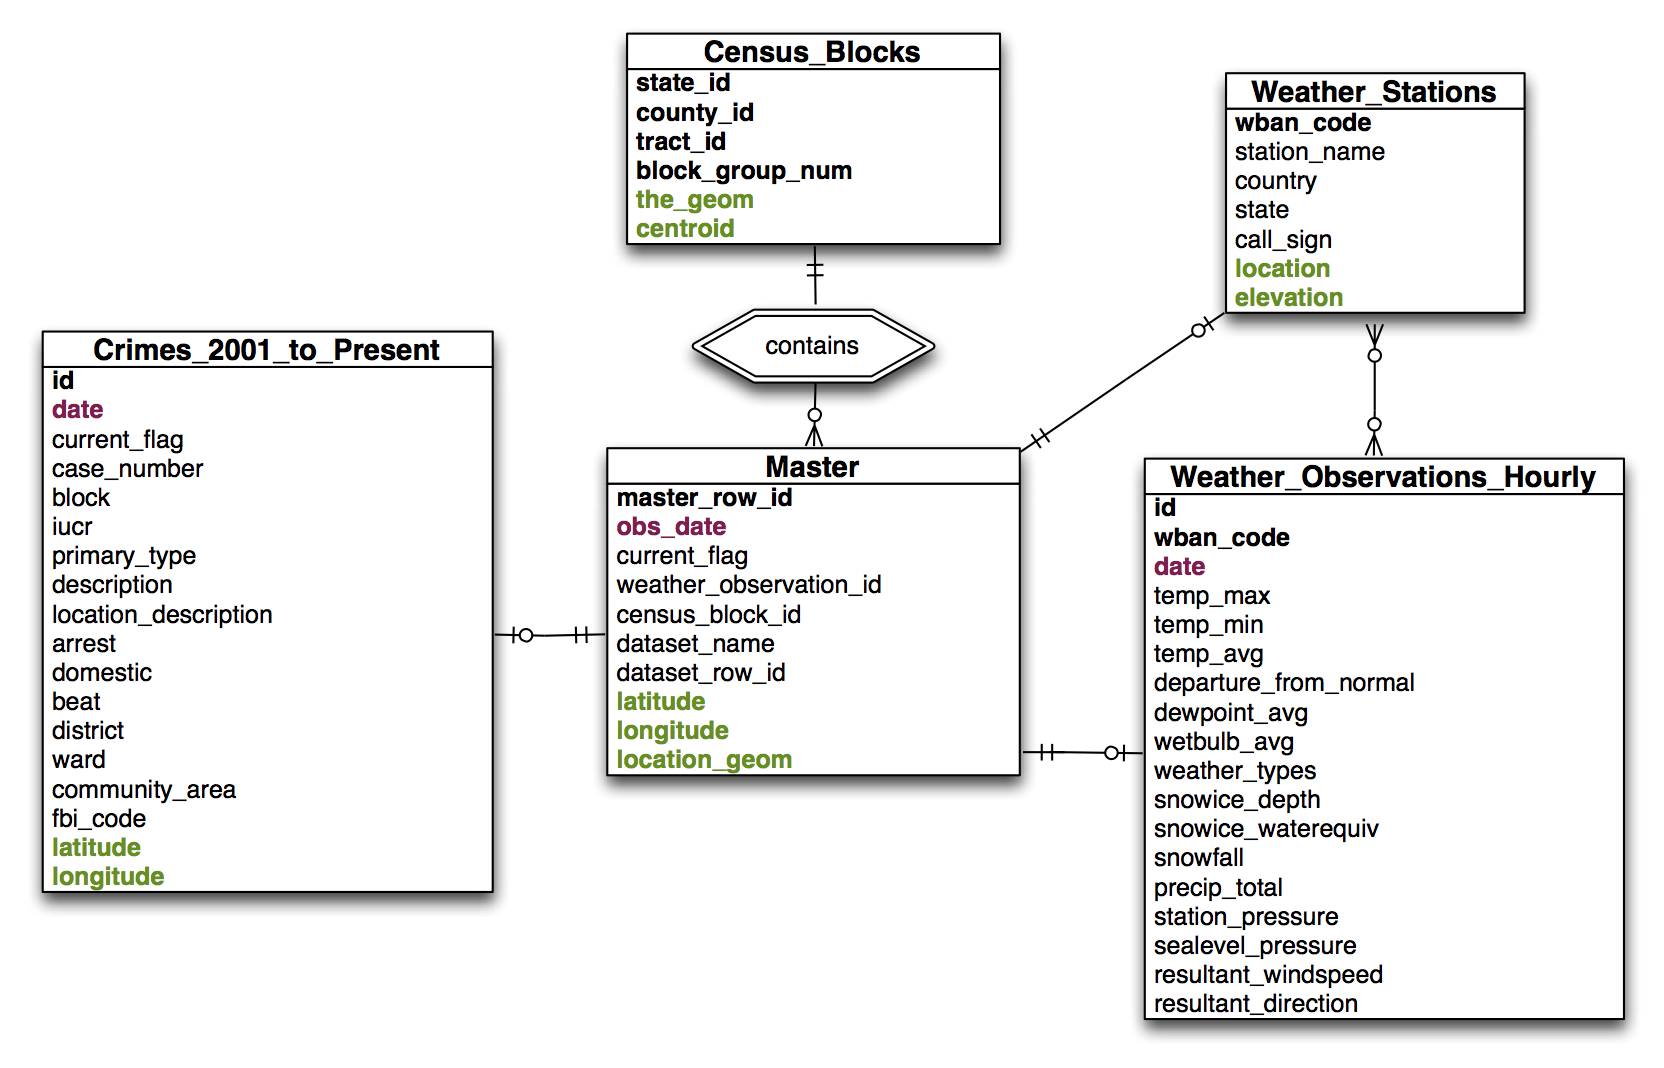 Census_Blocks
state_id
county_id
tract_id
block_group_num
the_geom
centroid
Weather_Stations
wban_code
station_name
country
state
call_sign
location
elevation
contains
Crimes_2001_to_Present
id
date
current_flag
case_number
block
iucr
primary_type
description
location_description
arrest
domestic
beat
district
ward
community_area
fbi_code
latitude
longitude
Master
master_row_id
obs_date
current_flag
weather_observation_id
census_block_id
dataset_name
dataset_row_id
latitude
longitude
location_geom
Weather_Observations_Hourly
id
wban_code
date
temp_max
temp_min
temp_avg
departure_from_normal
dewpoint_avg
wetbulb_avg
weather_types
snowice_depth
snowice_waterequiv
snowfall
precip_total
station_pressure
sealevel_pressure
resultant_windspeed
resultant_direction